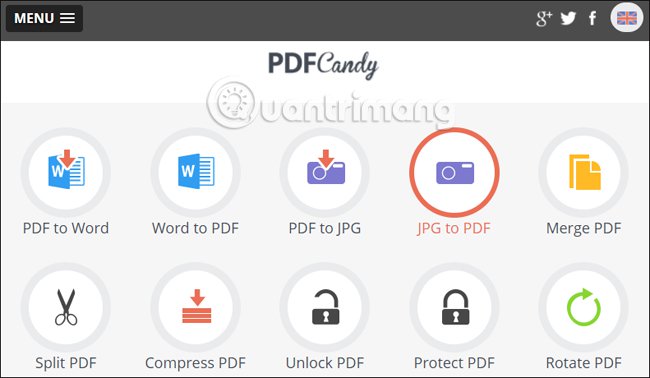 MENU
g+
PDFCandy
@uantrimang
W
W
PDF to Word
Word to PDF
PDF to JPG
JPG to PDF
Merge PDF
Split PDF
Compress PDF
Unlock PDF
Protect PDF
Rotate PDF